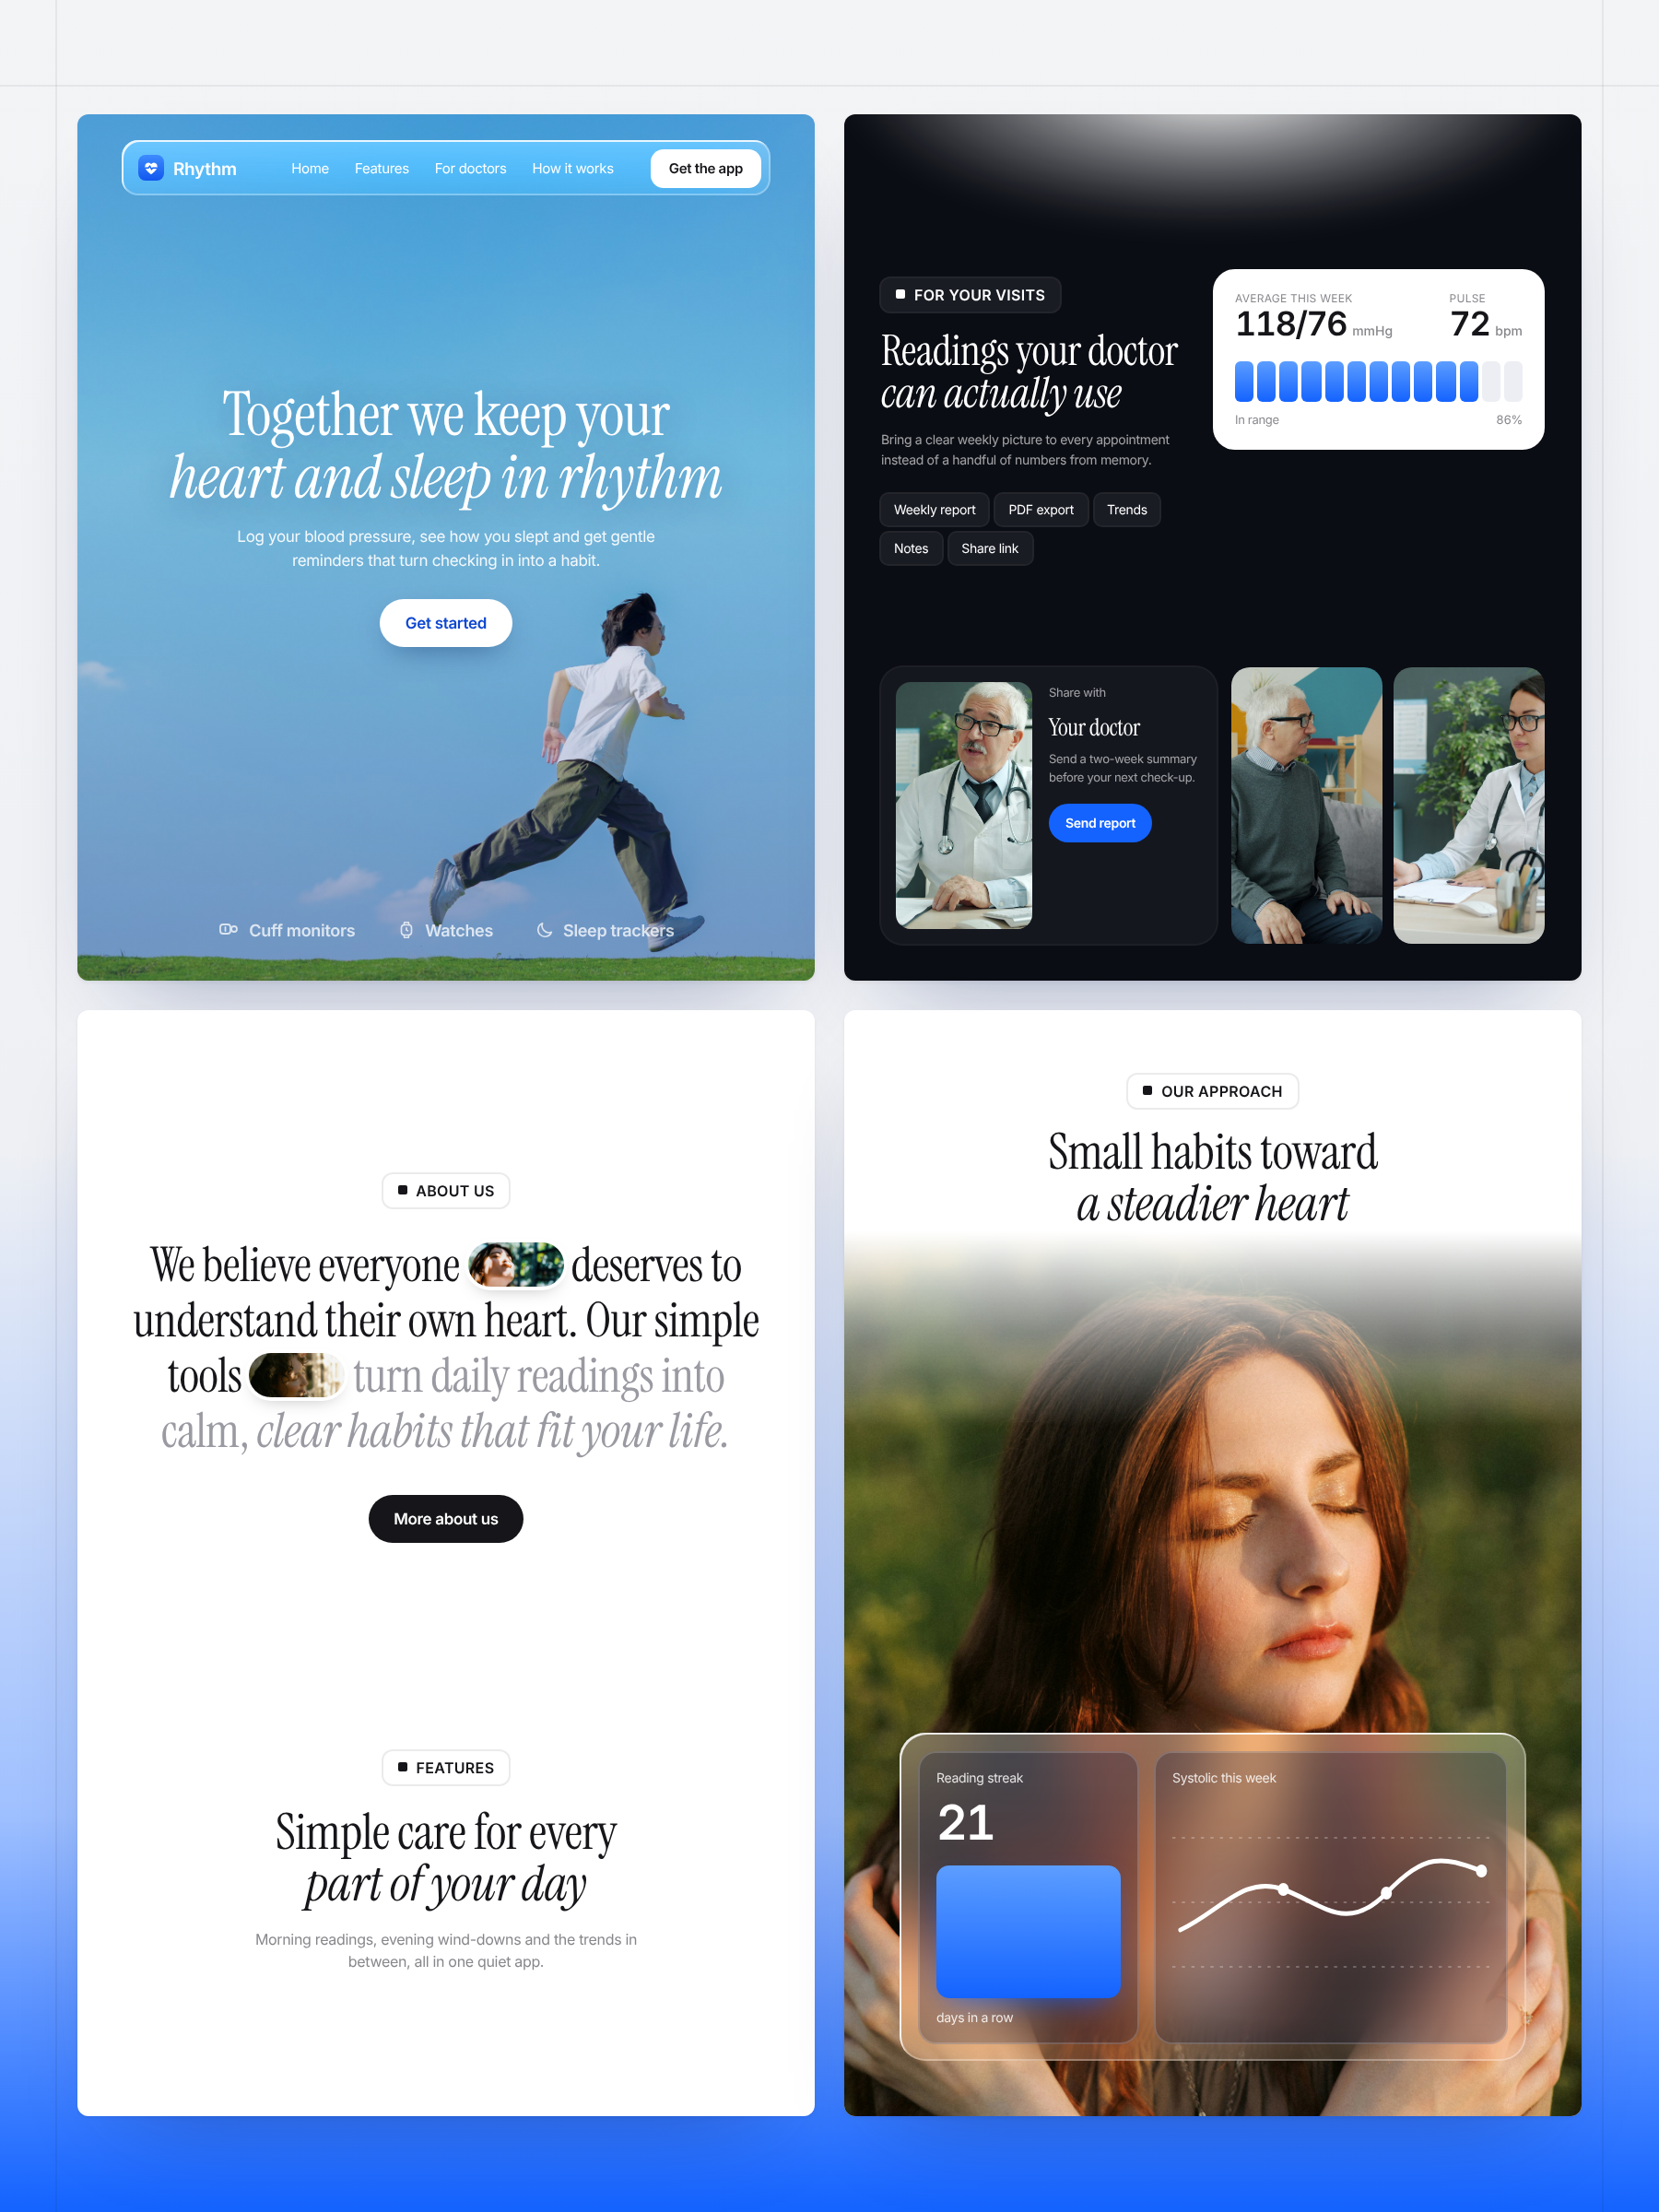 Rhythm
Home
Features
For doctors
How it works
Get the app
Together we keep your
heart and sleep in rhythm
Log your blood pressure, see how you slept and get gentle
reminders that turn checking in into a habit.
Get started
Cuff monitors
Watches
Sleep trackers
FOR YOUR VISITS
Readings your doctor
can actually use
Bring a clear weekly picture to every appointment
instead of a handful of numbers from memory.
Weekly report
PDF export
Trends
Notes
Share link
AVERAGE THIS WEEK
118/76 mmHg
PULSE
72 bpm
In range
86%
Share with
Your doctor
Send a two-week summary
before your next check-up.
Send report
ABOUT US
We believe everyone deserves to
understand their own heart. Our simple
tools turn daily readings into
calm, clear habits that fit your life.
More about us
FEATURES
Simple care for every
part of your day
Morning readings, evening wind-downs and the trends in
between, all in one quiet app.
OUR APPROACH
Small habits toward
a steadier heart
Reading streak
21
days in a row
Systolic this week